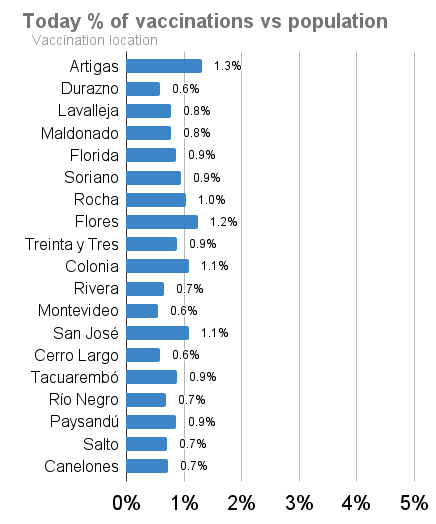 Today % of vaccinations vs population
Vaccination location
Artigas 1.3%
Durazno 0.6%
Lavalleja 0.8%
Maldonado 0.8%
Florida 0.9%
Soriano 0.9%
Rocha 1.0%
Flores 1.2%
Treinta y Tres 0.9%
Colonia 1.1%
Rivera 0.7%
Montevideo 0.6%
San José 1.1%
Cerro Largo 0.6%
Tacuarembó 0.9%
Río Negro 0.7%
Paysandú 0.9%
Salto 0.7%
Canelones 0.7%
0% 1% 2% 3% 4% 5%